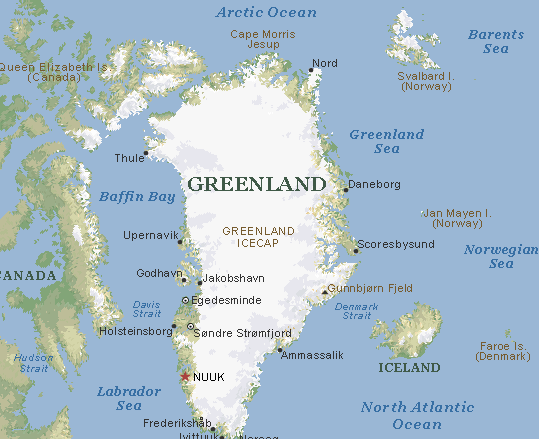 Arctic Ocean
Cape Morris
Jesup
Barents
Sea
Nord
Queen Elizabeth Is.
(Canada)
Svalbard I.
(Norway)
Greenland
Sea
Thule
GREENLAND
Daneborg
Baffin Bay
Jan Mayen I.
(Norway)
Upernavik
GREENLAND
ICECAP
Scoresbysund
Norwegian
Sea
CANADA
Godhavn
Jakobshavn
Gunnbjørn Fjeld
Egedesminde
Davis
Strait
Denmark
Strait
Holsteinsborg
Søndre Strømfjord
Faroe Is.
(Denmark)
Hudson
Strait
Ammassalik
ICELAND
NUUK
Labrador
Sea
North Atlantic
Ocean
Frederikshåb